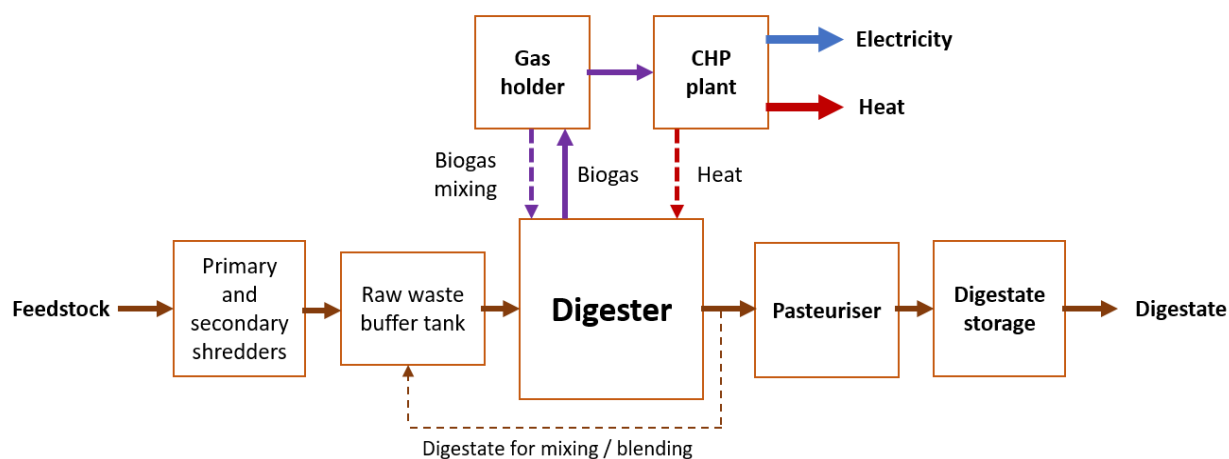 Gas
holder
CHP
plant
Electricity
Heat
Biogas
mixing
Biogas
Heat
Feedstock
Primary
and
secondary
shredders
Raw waste
buffer tank
Digester
Pasteuriser
Digestate
storage
Digestate
Digestate for mixing / blending